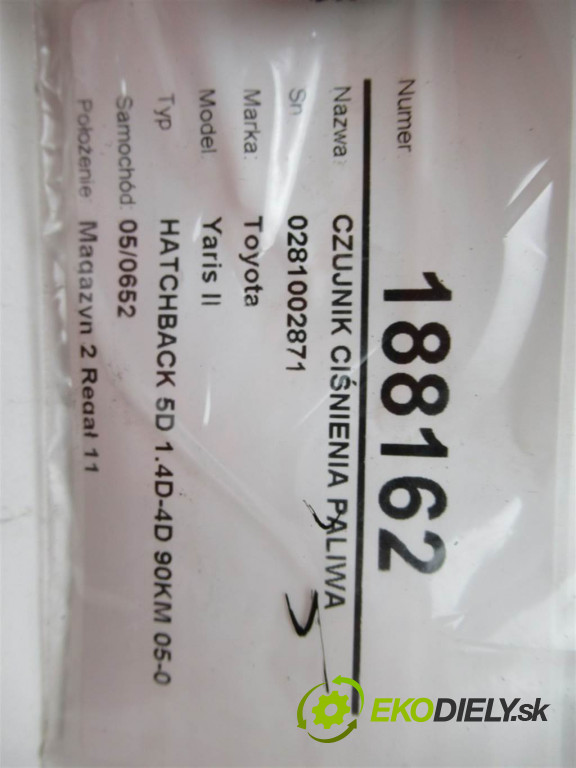 Numer: 188162
Nazwa: CZUJNIK CIŚNIENIA PALIWA
Sn 0281002871
Marka: Toyota
Model: Yaris II
Typ HATCHBACK 5D 1.4D-4D 90KM 05-0
Samochód: 05/0652
Położenie: Magazyn 2 Regał 11
EKODIELY.sk